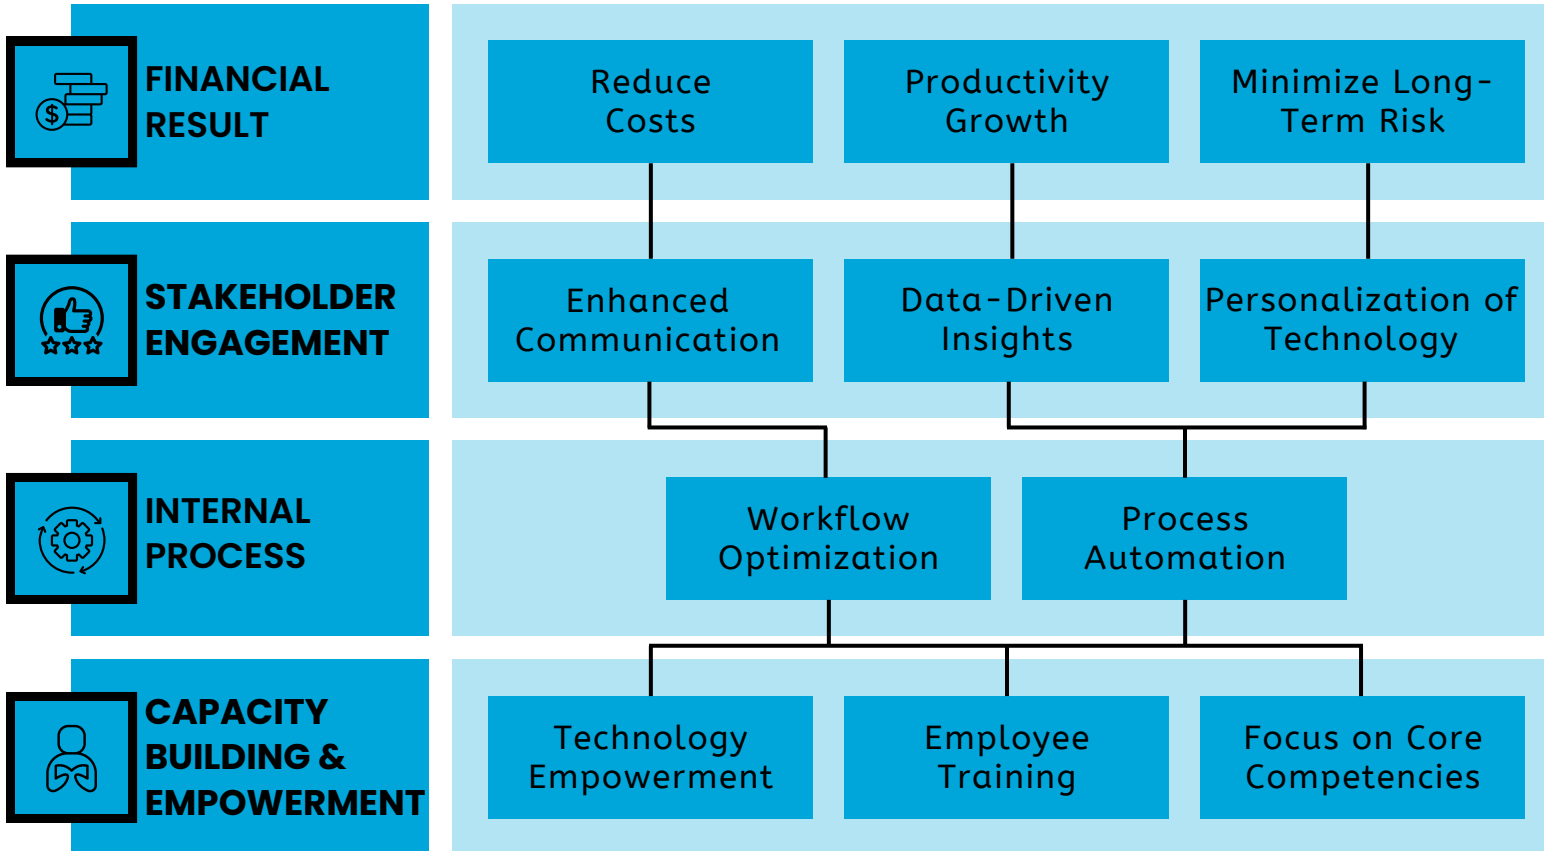 FINANCIAL
RESULT
Reduce
Costs
Productivity
Growth
Minimize Long-
Term Risk
STAKEHOLDER
ENGAGEMENT
Enhanced
Communication
Data-Driven
Insights
Personalization of
Technology
INTERNAL
PROCESS
Workflow
Optimization
Process
Automation
CAPACITY
BUILDING &
EMPOWERMENT
Technology
Empowerment
Employee
Training
Focus on Core
Competencies
$